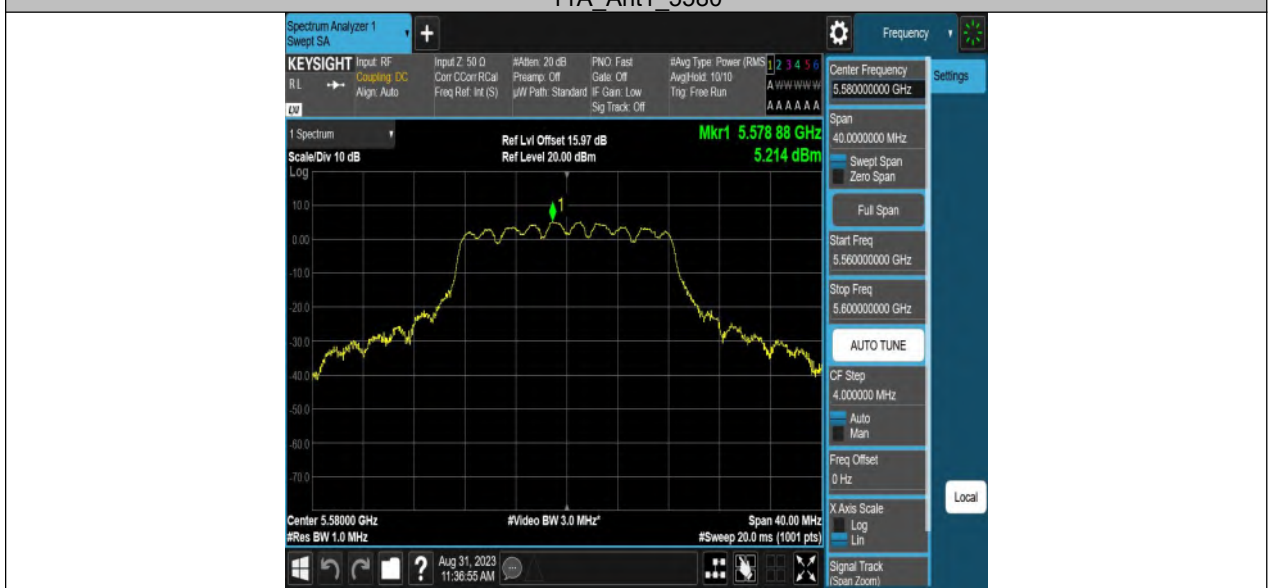 11A_Ant1_5580
Spectrum Analyzer 1
Swept SA
Frequency
KEYSIGHT
RL
LXI
Input: RF
Coupling: DC
Align: Auto
Input Z: 50 Ω
Corr CCorr RCal
Freq Ref: Int (S)
#Atten: 20 dB
Preamp: Off
µW Path: Standard
PNO: Fast
Gate: Off
IF Gain: Low
Sig Track: Off
#Avg Type: Power (RMS
Avg|Hold: 10/10
Trig: Free Run
1 2 3 4 5 6
A W W W W W
A A A A A A
1 Spectrum
Scale/Div 10 dB
Log
Ref Lvl Offset 15.97 dB
Ref Level 20.00 dBm
Mkr1 5.578 88 GHz
5.214 dBm
1
10.0
0.00
-10.0
-20.0
-30.0
-40.0
-50.0
-60.0
-70.0
Center 5.58000 GHz
#Res BW 1.0 MHz
#Video BW 3.0 MHz*
Span 40.00 MHz
#Sweep 20.0 ms (1001 pts)
Aug 31, 2023
11:36:55 AM
Center Frequency
5.580000000 GHz
Span
40.0000000 MHz
Swept Span
Zero Span
Full Span
Start Freq
5.560000000 GHz
Stop Freq
5.600000000 GHz
AUTO TUNE
CF Step
4.000000 MHz
Auto
Man
Freq Offset
0 Hz
X Axis Scale
Log
Lin
Signal Track
(Span Zoom)
Settings
Local